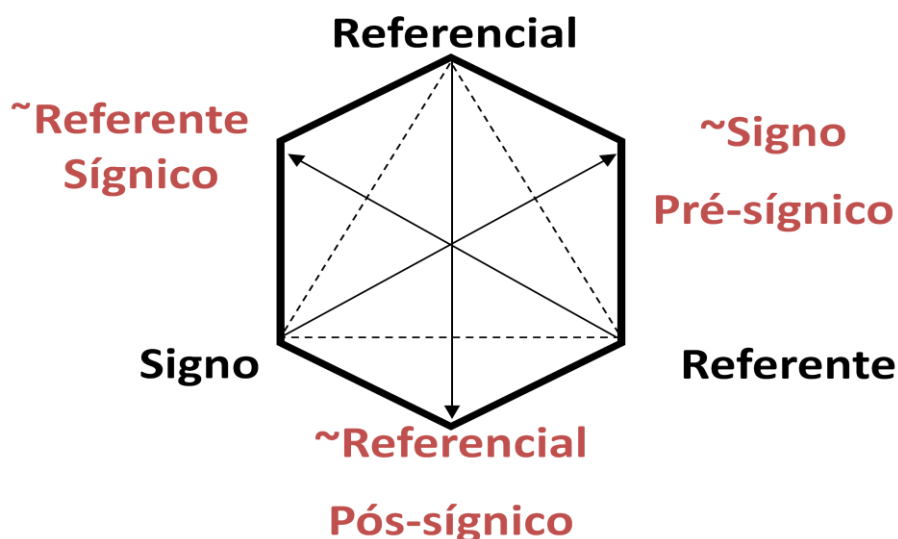 Referencial
~Referente
Sígnico
~Signo
Pré-sígnico
Signo
Referente
~Referencial
Pós-sígnico